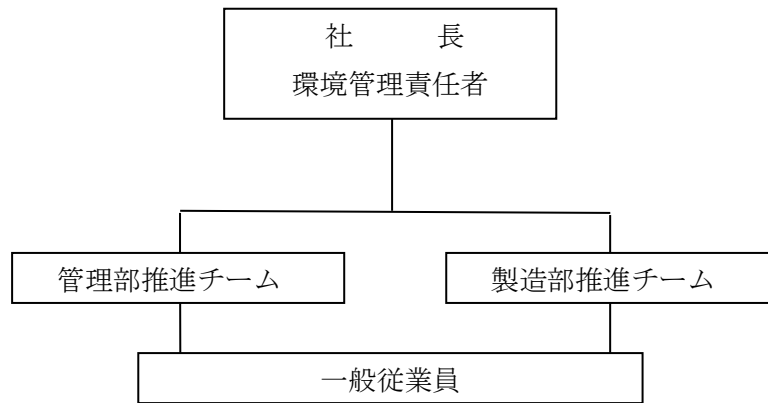 社　　　長
環境管理責任者
管理部推進チーム
製造部推進チーム
一般従業員